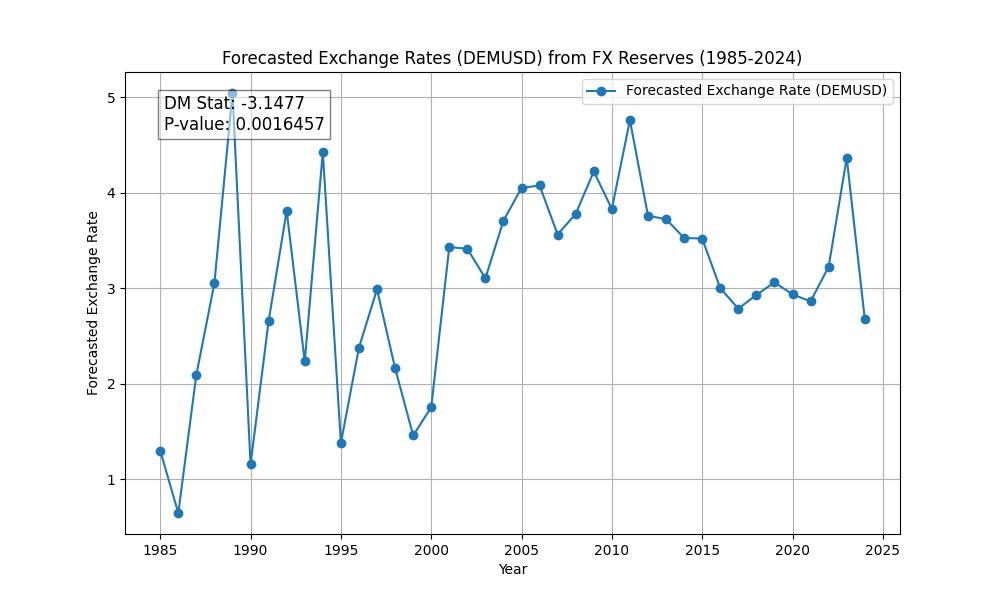 Forecasted Exchange Rates (DEMUSD) from FX Reserves (1985-2024)
DM Stat: -3.1477
P-value: 0.0016457
Forecasted Exchange Rate (DEMUSD)
Forecasted Exchange Rate
5
4
3
2
1
1985 1990 1995 2000 2005 2010 2015 2020 2025
Year